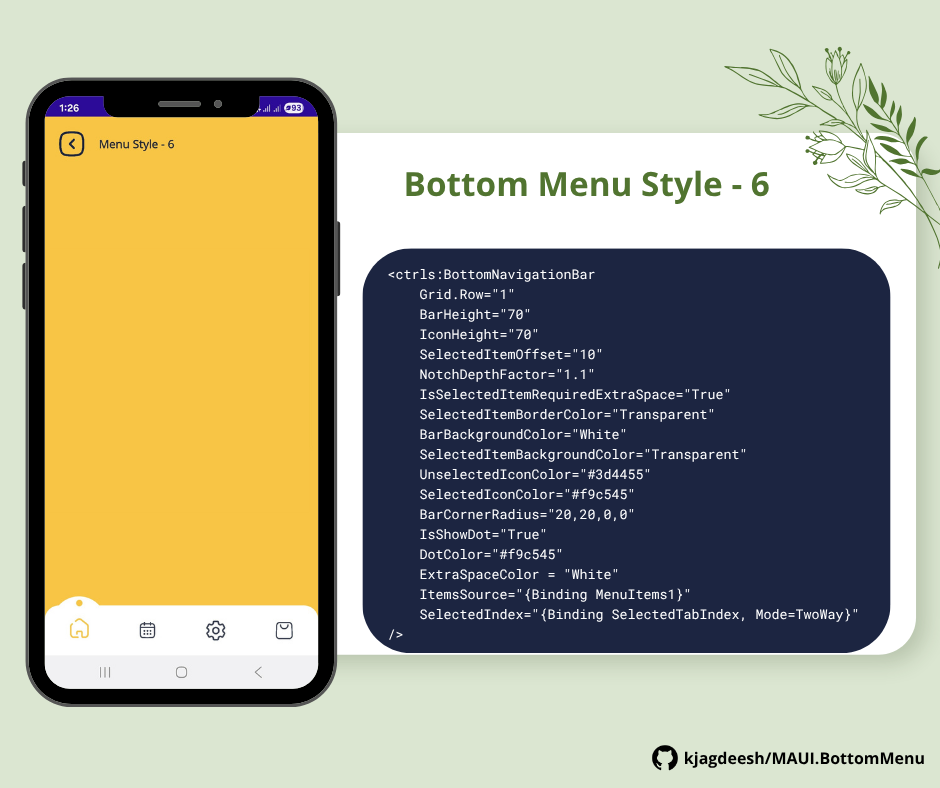 1:26
93
Menu Style - 6
Bottom Menu Style - 6
<ctrls:BottomNavigationBar
Grid.Row="1"
BarHeight="70"
IconHeight="70"
SelectedItemOffset="10"
NotchDepthFactor="1.1"
IsSelectedItemRequiredExtraSpace="True"
SelectedItemBorderColor="Transparent"
BarBackgroundColor="White"
SelectedItemBackgroundColor="Transparent"
UnselectedIconColor="#3d4455"
SelectedIconColor="#f9c545"
BarCornerRadius="20,20,0,0"
IsShowDot="True"
DotColor="#f9c545"
ExtraSpaceColor = "White"
ItemsSource="{Binding MenuItems1}"
SelectedIndex="{Binding SelectedTabIndex, Mode=TwoWay}"
/>
kjagdeesh/MAUI.BottomMenu